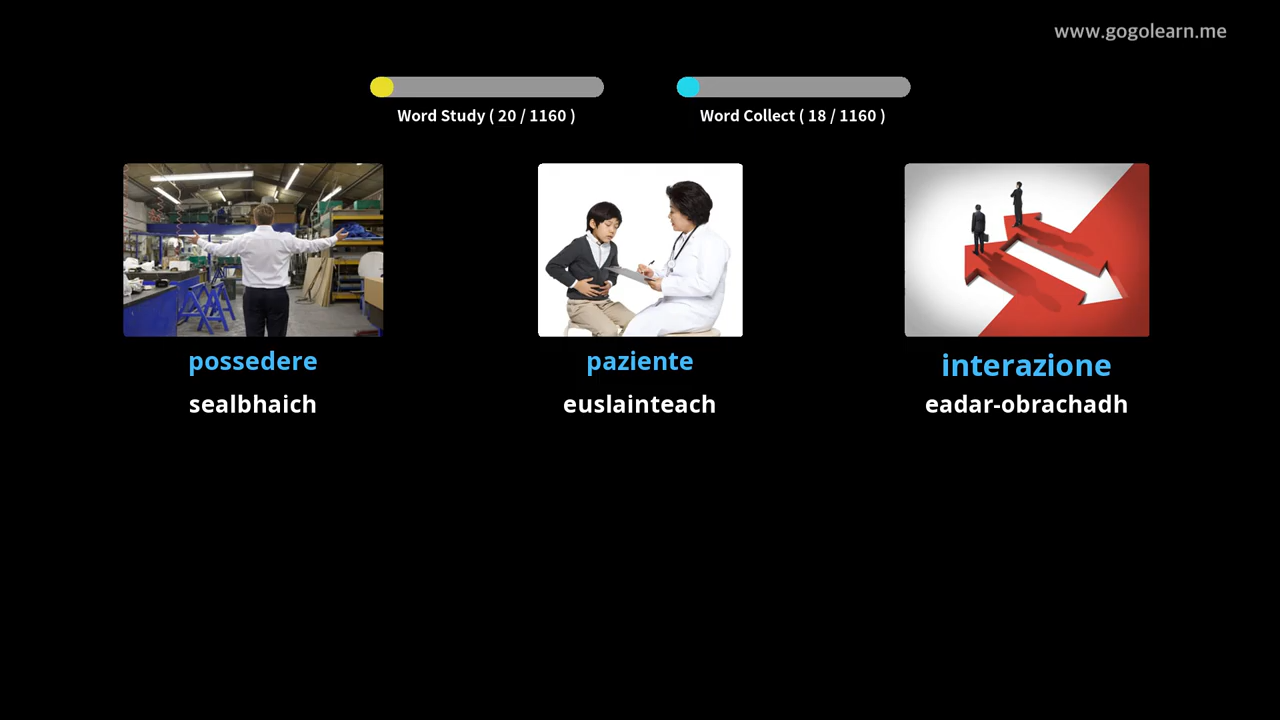 www.gogolearn.me
Word Study ( 20 / 1160 )
Word Collect ( 18 / 1160 )
possedere
paziente
interazione
sealbhaich
euslainteach
eadar-obrachadh